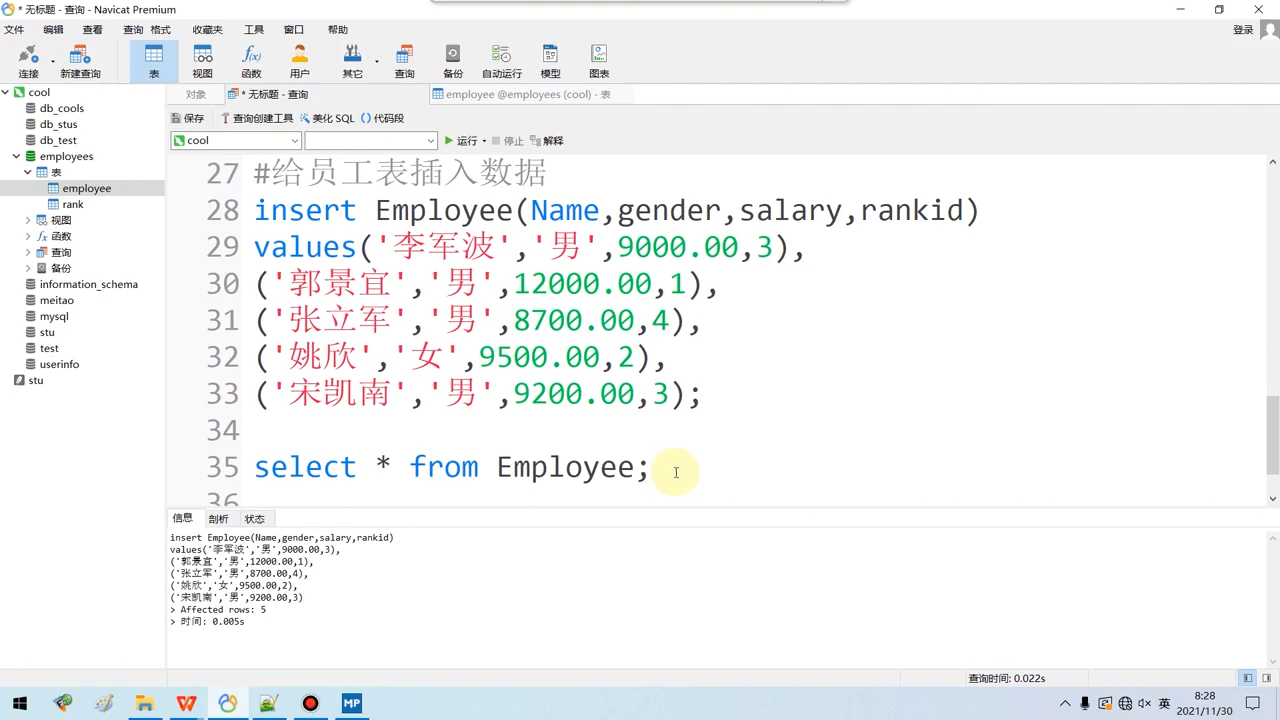 * 无标题 - 查询 - Navicat Premium
文件 编辑 查看 查询 格式 收藏夹 工具 窗口 帮助 登录
连接 新建查询 表 视图 函数 用户 其它 查询 备份 自动运行 模型 图表
cool
db_cools
db_stus
db_test
employees
表
employee
rank
视图
函数
查询
备份
information_schema
meitao
mysql
stu
test
userinfo
stu
对象 * 无标题 - 查询 employee @employees (cool) - 表
保存 查询创建工具 美化 SQL () 代码段
cool 运行 停止 解释
27 #给员工表插入数据
28 insert Employee(Name,gender,salary,rankid)
29 values('李军波','男',9000.00,3),
30 ('郭景宜','男',12000.00,1),
31 ('张立军','男',8700.00,4),
32 ('姚欣','女',9500.00,2),
33 ('宋凯南','男',9200.00,3);
34
35 select * from Employee;
36
信息 剖析 状态
insert Employee(Name,gender,salary,rankid)
values('李军波','男',9000.00,3),
('郭景宜','男',12000.00,1),
('张立军','男',8700.00,4),
('姚欣','女',9500.00,2),
('宋凯南','男',9200.00,3)
> Affected rows: 5
> 时间: 0.005s
查询时间: 0.022s
W MP 英 8:28
2021/11/30